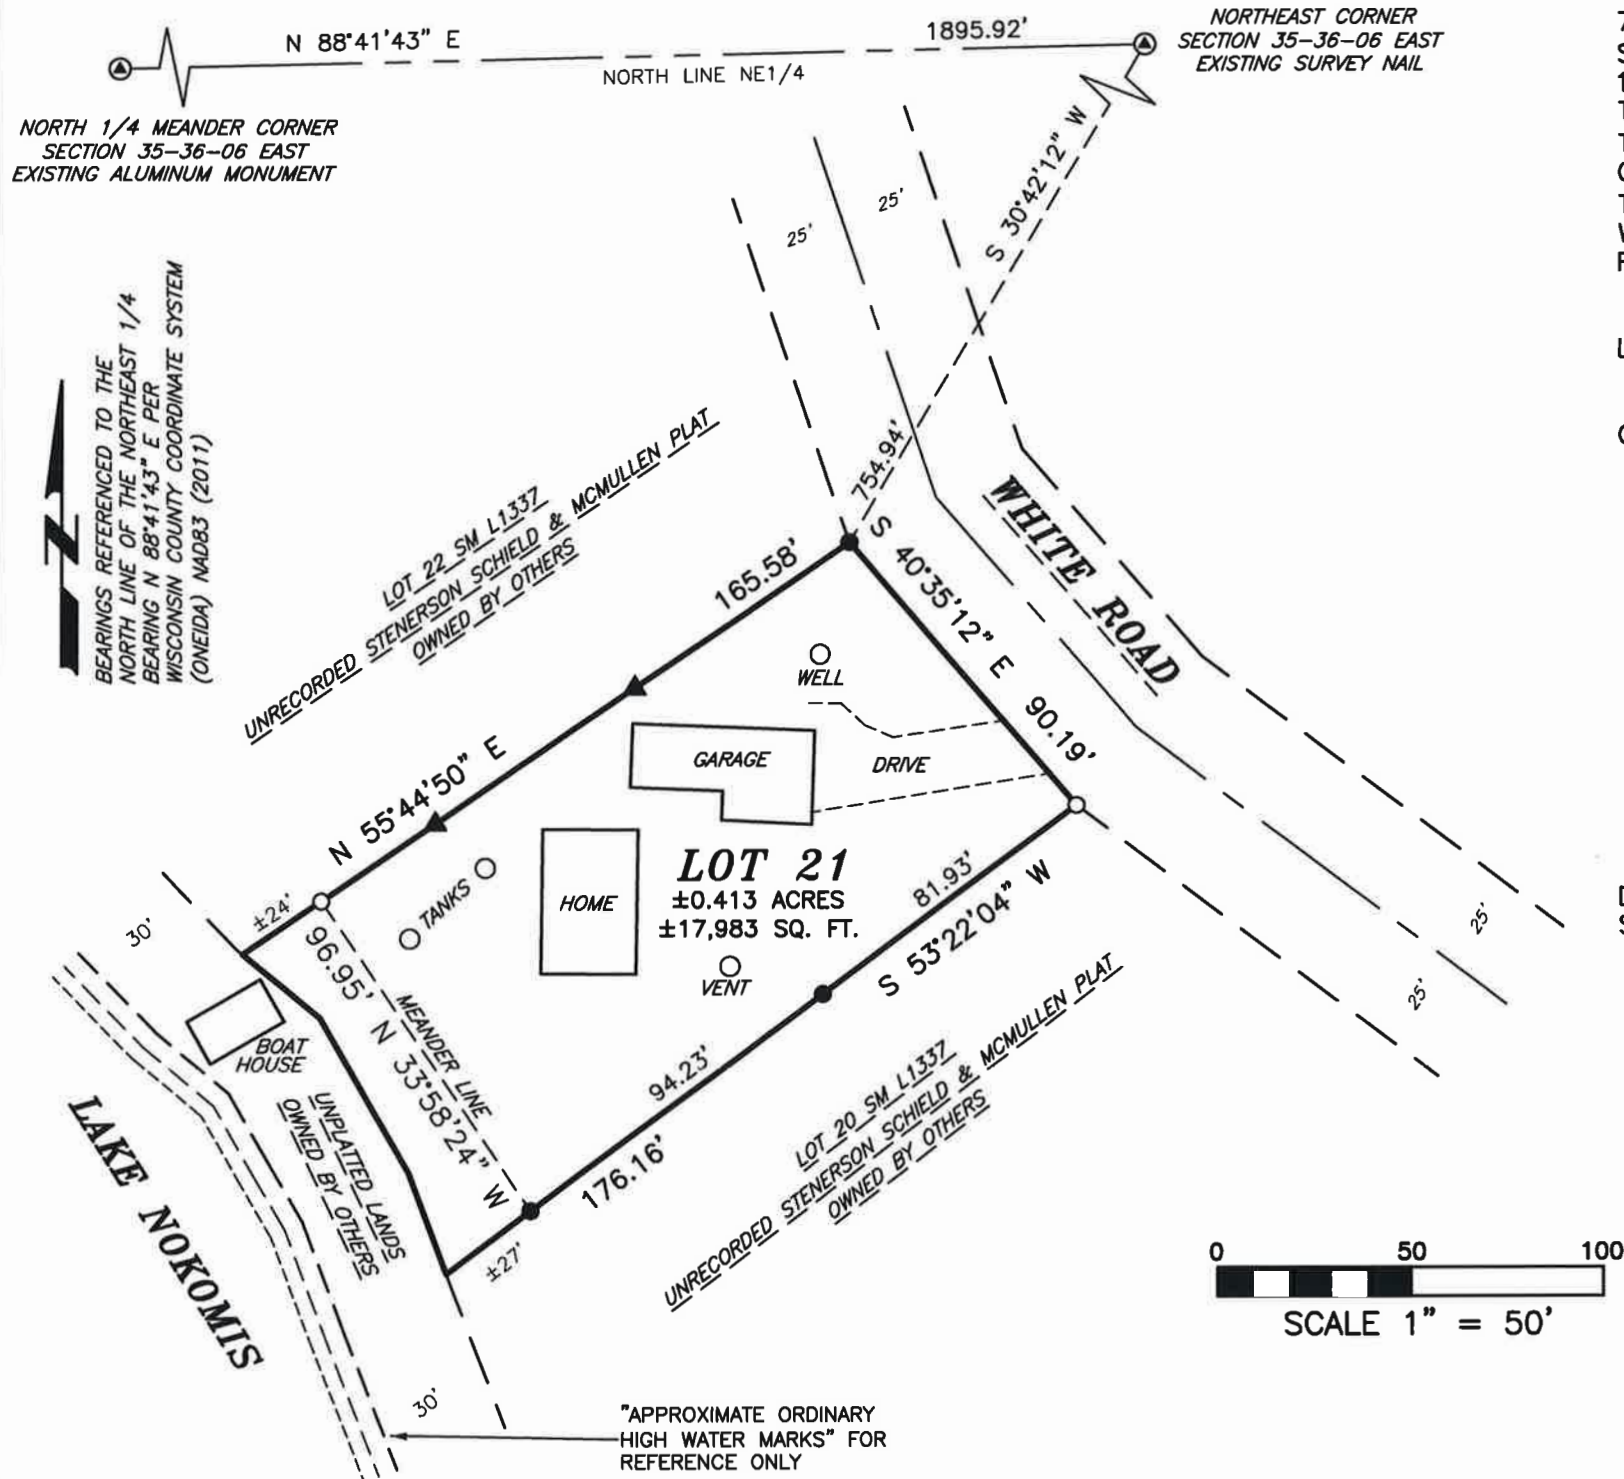 N 88°41'43" E
1895.92'
NORTH LINE NE1/4
NORTHEAST CORNER
SECTION 35-36-06 EAST
EXISTING SURVEY NAIL
NORTH 1/4 MEANDER CORNER
SECTION 35-36-06 EAST
EXISTING ALUMINUM MONUMENT
S 30°42'12" W
754.94'
25'
25'
N
BEARINGS REFERENCED TO THE
NORTH LINE OF THE NORTHEAST 1/4
BEARING N 88°41'43" E PER
WISCONSIN COUNTY COORDINATE SYSTEM
(ONEIDA) NAD83 (2011)
LOT 22 SM L1337
UNRECORDED STENERSON SCHIELD & MCMULLEN PLAT
OWNED BY OTHERS
WHITE ROAD
165.58'
N 55°44'50" E
S 40°35'12" E 90.19'
WELL
GARAGE
DRIVE
HOME
LOT 21
±0.413 ACRES
±17,983 SQ. FT.
TANKS
VENT
±24'
30'
96.95' N 33°58'24" W
MEANDER LINE
81.93'
S 53°22'04" W
94.23'
176.16'
±27'
BOAT
HOUSE
UNPLATTED LANDS
OWNED BY OTHERS
LAKE NOKOMIS
LOT 20 SM L1337
UNRECORDED STENERSON SCHIELD & MCMULLEN PLAT
OWNED BY OTHERS
25'
25'
0 50 100
SCALE 1" = 50'
30'
"APPROXIMATE ORDINARY
HIGH WATER MARKS" FOR
REFERENCE ONLY